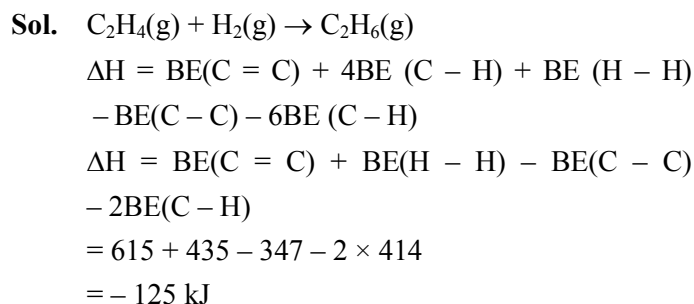 Sol. C₂H₄(g) + H₂(g) → C₂H₆(g)
ΔH = BE(C = C) + 4BE (C – H) + BE (H – H)
– BE(C – C) – 6BE (C – H)
ΔH = BE(C = C) + BE(H – H) – BE(C – C)
– 2BE(C – H)
= 615 + 435 – 347 – 2 × 414
= – 125 kJ